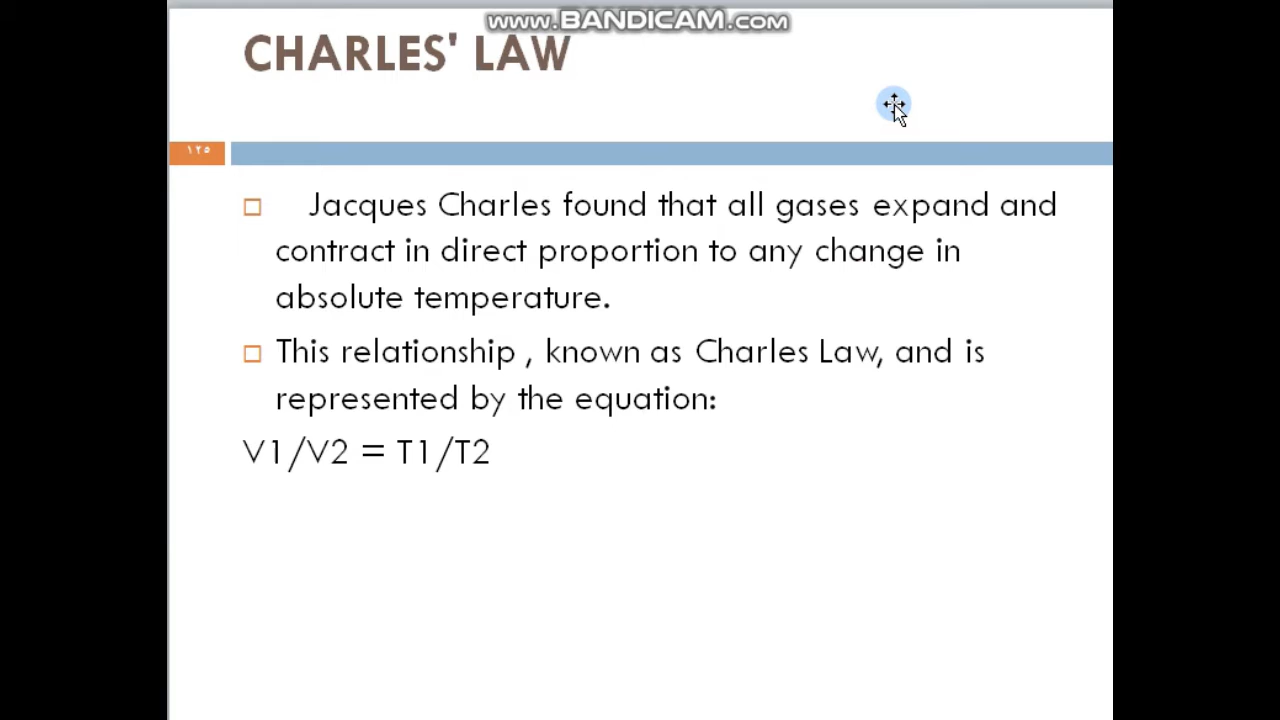 www.BANDICAM.com
CHARLES' LAW
١٢٥
Jacques Charles found that all gases expand and
contract in direct proportion to any change in
absolute temperature.
This relationship , known as Charles Law, and is
represented by the equation:
V1/V2 = T1/T2